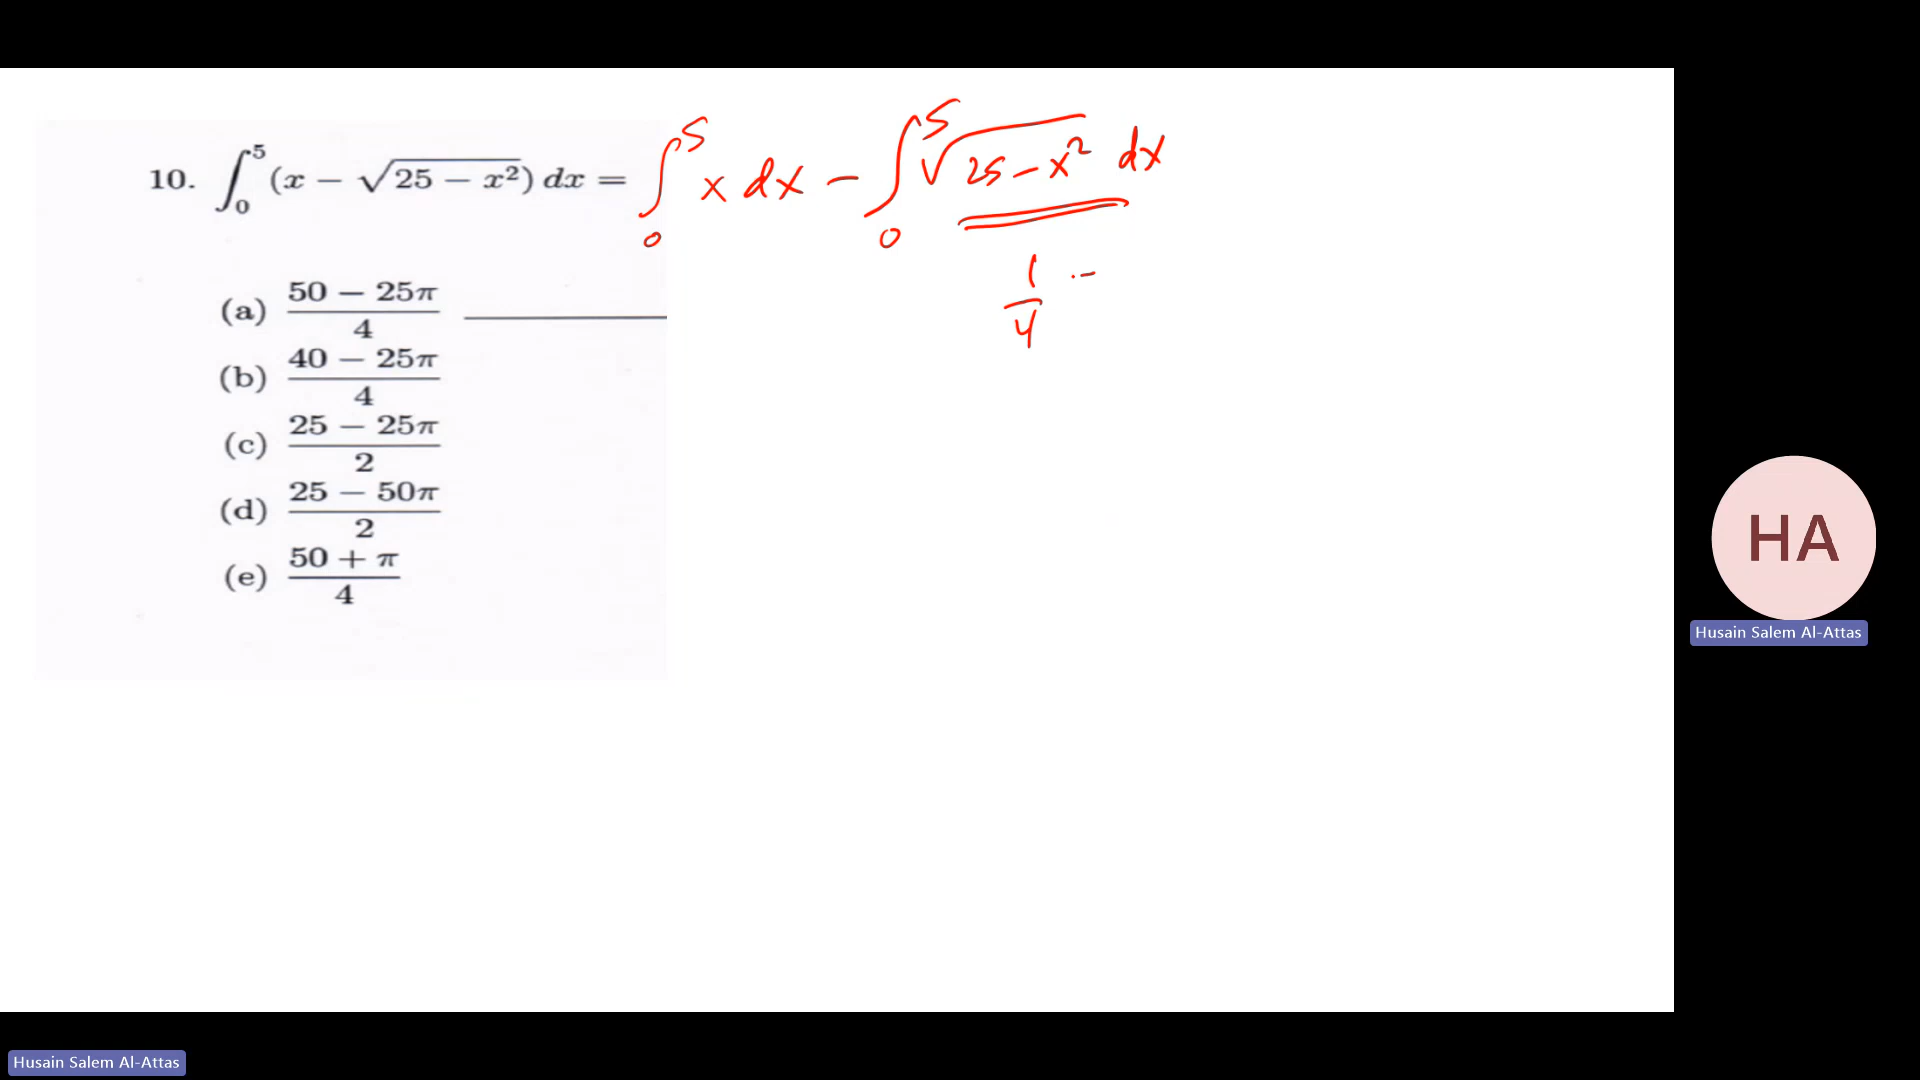 10. ∫₀⁵ (x − √(25 − x²)) dx = ∫₀⁵ x dx − ∫₀⁵ √(25 − x²) dx
1/4
(a) (50 − 25π)/4
(b) (40 − 25π)/4
(c) (25 − 25π)/2
(d) (25 − 50π)/2
(e) (50 + π)/4
HA
Husain Salem Al-Attas
Husain Salem Al-Attas